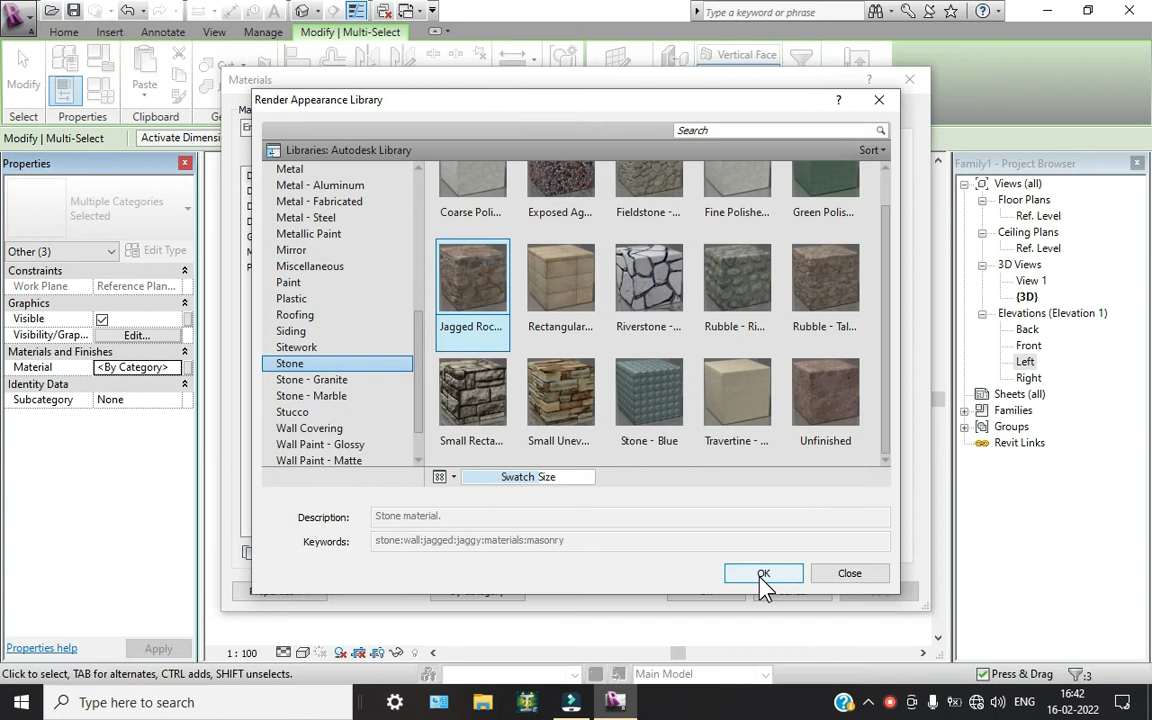 Type a keyword or phrase
Home
Insert
Annotate
View
Manage
Modify | Multi-Select
Modify
Paste
Vertical Face
Select
Properties
Clipboard
Modify | Multi-Select
Activate Dimensi
Materials
Render Appearance Library
Search
Libraries: Autodesk Library
Sort
Metal
Metal - Aluminum
Metal - Fabricated
Metal - Steel
Metallic Paint
Mirror
Miscellaneous
Paint
Plastic
Roofing
Siding
Sitework
Stone
Stone - Granite
Stone - Marble
Stucco
Wall Covering
Wall Paint - Glossy
Wall Paint - Matte
Coarse Poli...
Exposed Ag...
Fieldstone -...
Fine Polishe...
Green Polis...
Jagged Roc...
Rectangular...
Riverstone -...
Rubble - Ri...
Rubble - Tal...
Small Recta...
Small Unev...
Stone - Blue
Travertine - ...
Unfinished
Swatch Size
Description:
Stone material.
Keywords:
stone:wall:jagged:jaggy:materials:masonry
OK
Close
Properties
Multiple Categories
Selected
Other (3)
Edit Type
Constraints
Work Plane
Reference Plan...
Graphics
Visible
Visibility/Grap...
Edit...
Materials and Finishes
Material
<By Category>
Identity Data
Subcategory
None
Properties help
Apply
Family1 - Project Browser
Views (all)
Floor Plans
Ref. Level
Ceiling Plans
Ref. Level
3D Views
View 1
{3D}
Elevations (Elevation 1)
Back
Front
Left
Right
Sheets (all)
Families
Groups
Revit Links
1 : 100
Click to select, TAB for alternates, CTRL adds, SHIFT unselects.
Main Model
Press & Drag
:3
Type here to search
ENG
16:42
16-02-2022